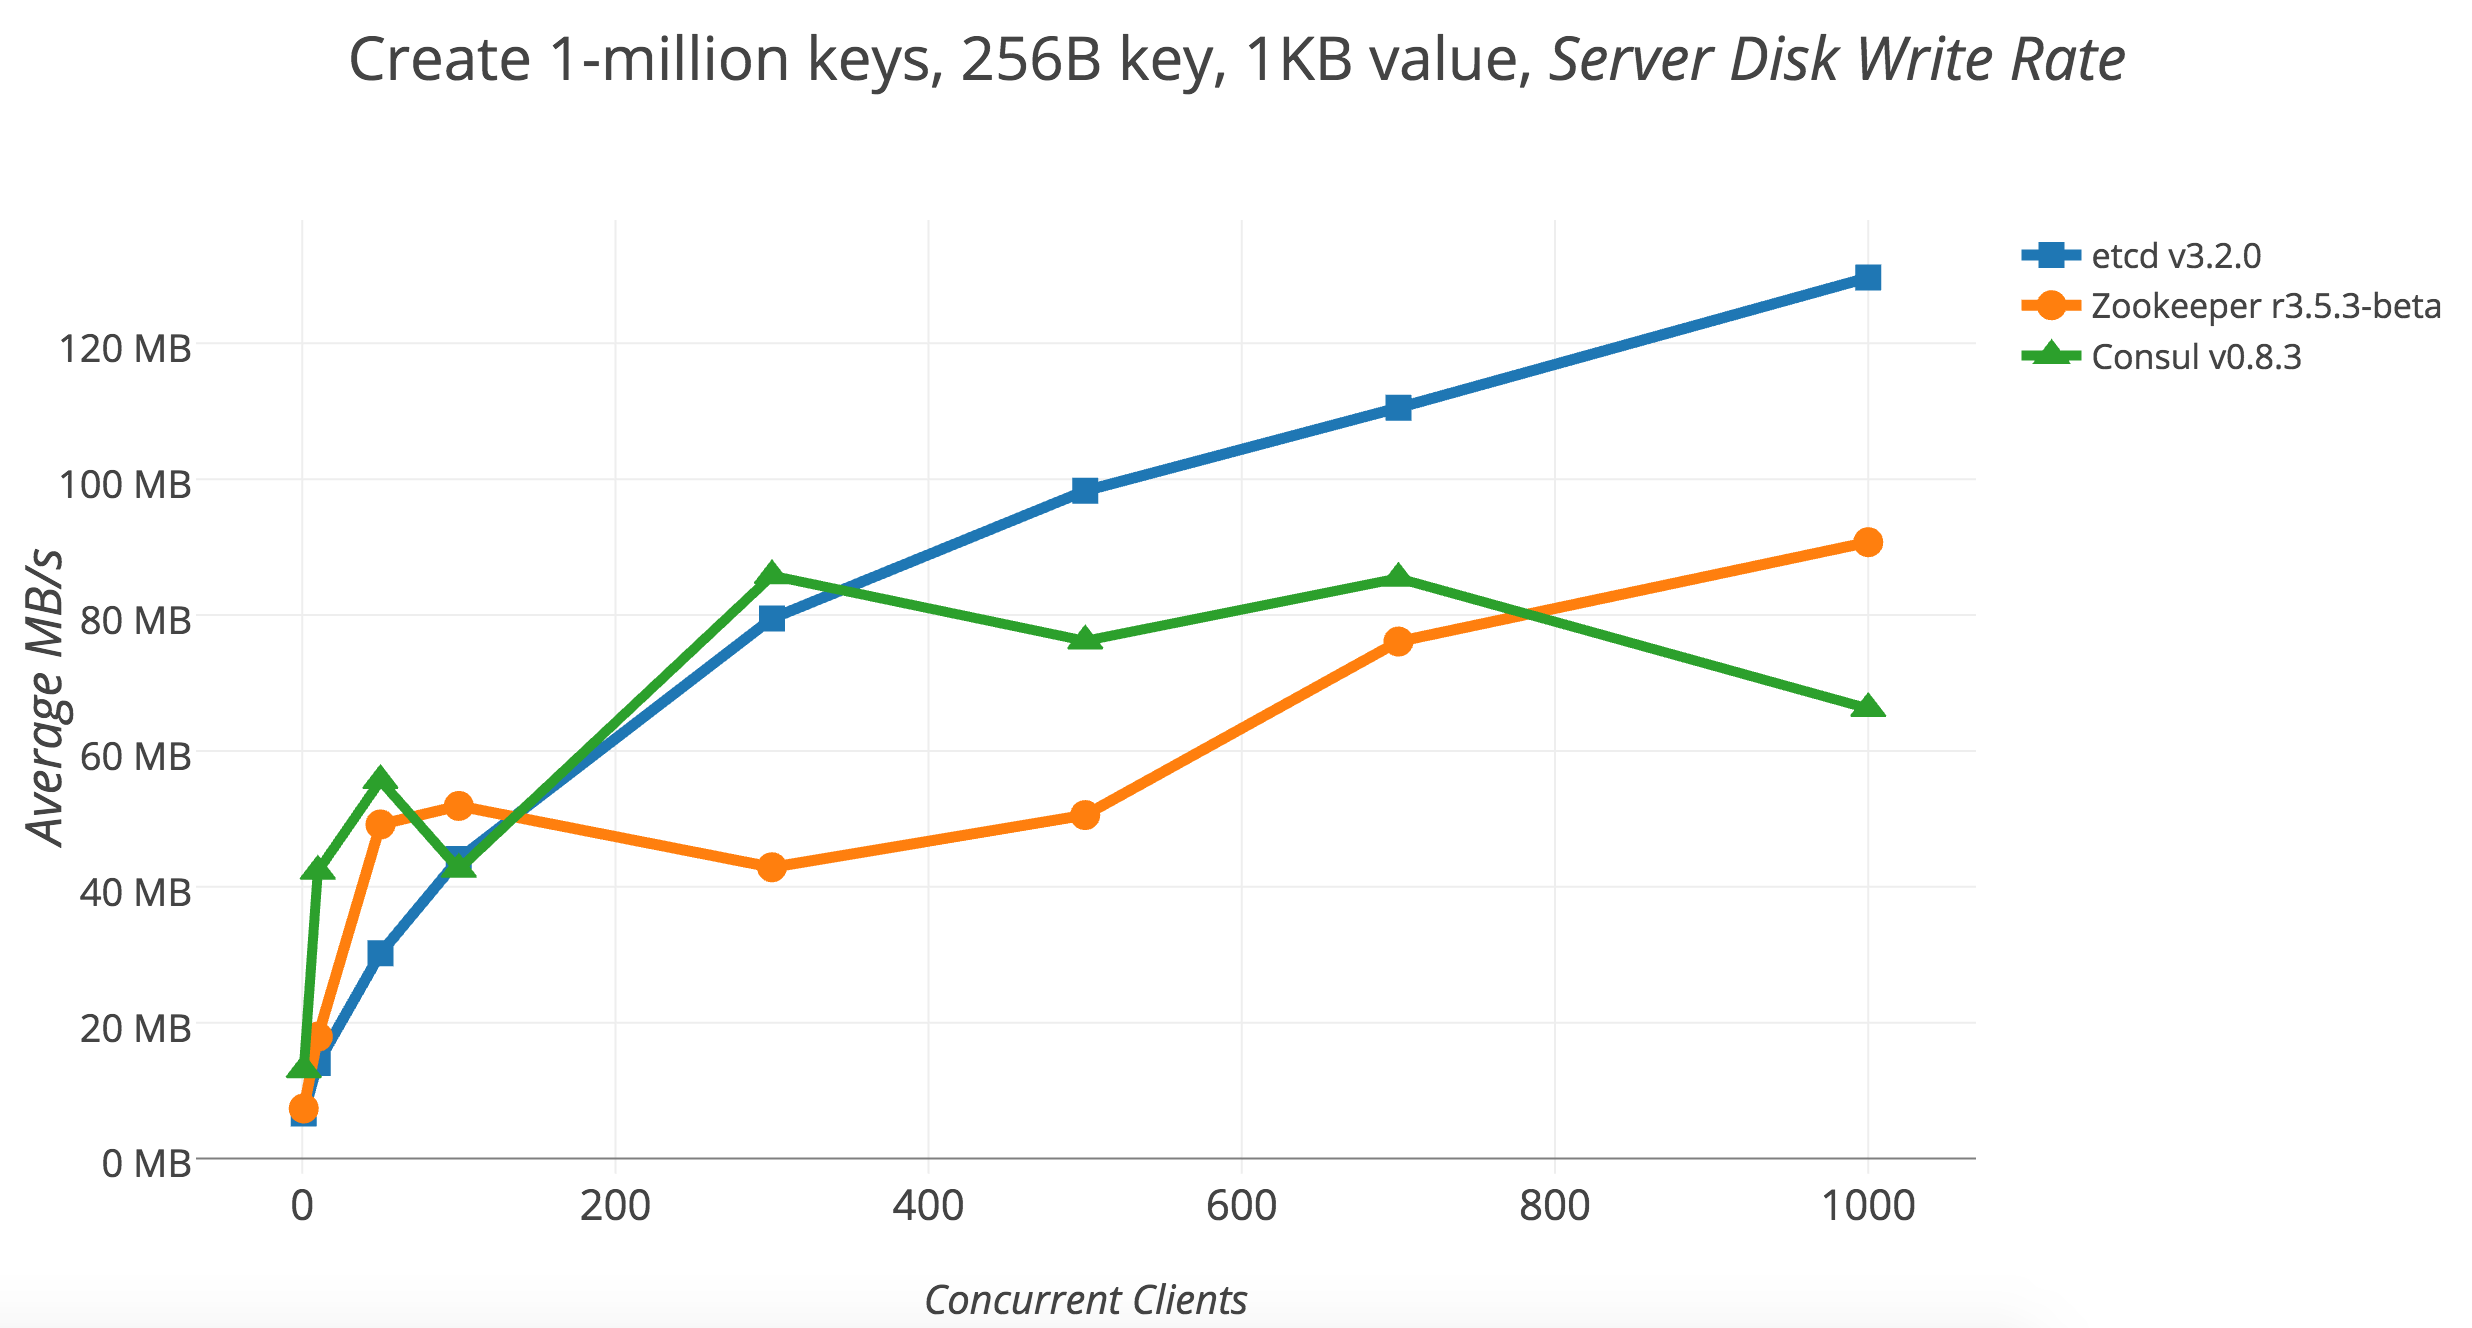 Create 1-million keys, 256B key, 1KB value, Server Disk Write Rate
etcd v3.2.0
Zookeeper r3.5.3-beta
Consul v0.8.3
Average MB/s
120 MB
100 MB
80 MB
60 MB
40 MB
20 MB
0 MB
0 200 400 600 800 1000
Concurrent Clients